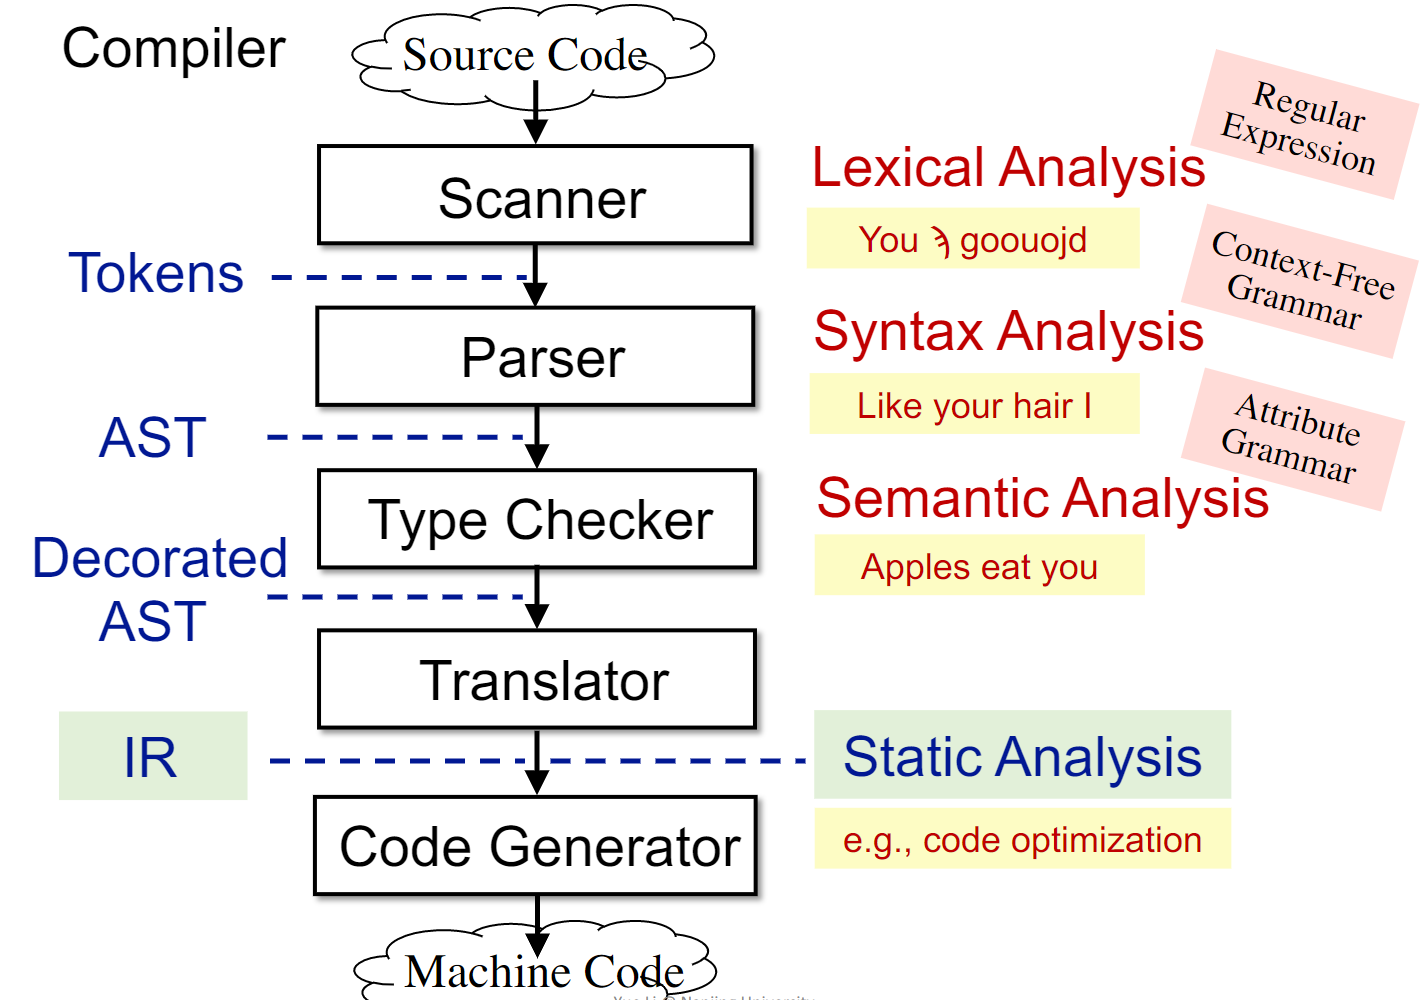 Compiler
Source Code
Scanner
Lexical Analysis
Regular
Expression
You goouojd
Tokens
Context-Free
Grammar
Parser
Syntax Analysis
Like your hair I
AST
Attribute
Grammar
Type Checker
Semantic Analysis
Apples eat you
Decorated
AST
Translator
IR
Static Analysis
Code Generator
e.g., code optimization
Machine Code